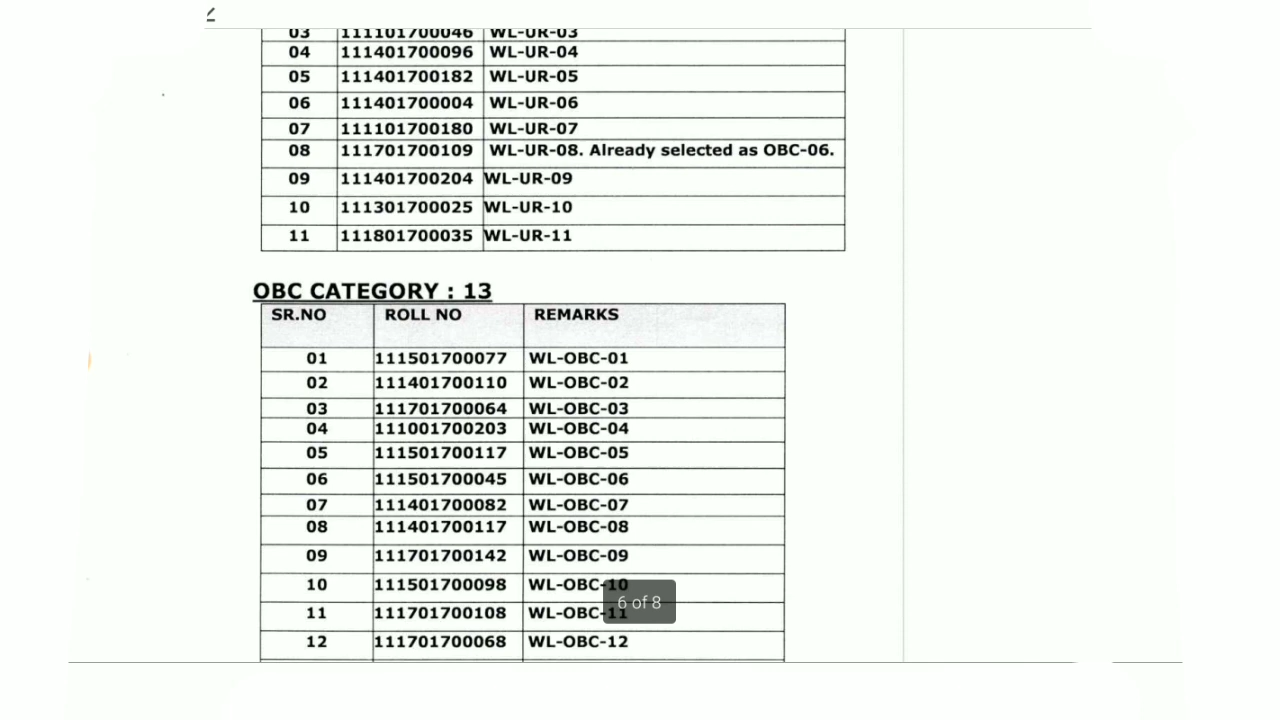 03 111101700046 WL-UR-03
04 111401700096 WL-UR-04
05 111401700182 WL-UR-05
06 111401700004 WL-UR-06
07 111101700180 WL-UR-07
08 111701700109 WL-UR-08. Already selected as OBC-06.
09 111401700204 WL-UR-09
10 111301700025 WL-UR-10
11 111801700035 WL-UR-11
OBC CATEGORY : 13
SR.NO ROLL NO REMARKS
01 111501700077 WL-OBC-01
02 111401700110 WL-OBC-02
03 111701700064 WL-OBC-03
04 111001700203 WL-OBC-04
05 111501700117 WL-OBC-05
06 111501700045 WL-OBC-06
07 111401700082 WL-OBC-07
08 111401700117 WL-OBC-08
09 111701700142 WL-OBC-09
10 111501700098 WL-OBC-10
6 of 8
11 111701700108 WL-OBC-11
12 111701700068 WL-OBC-12